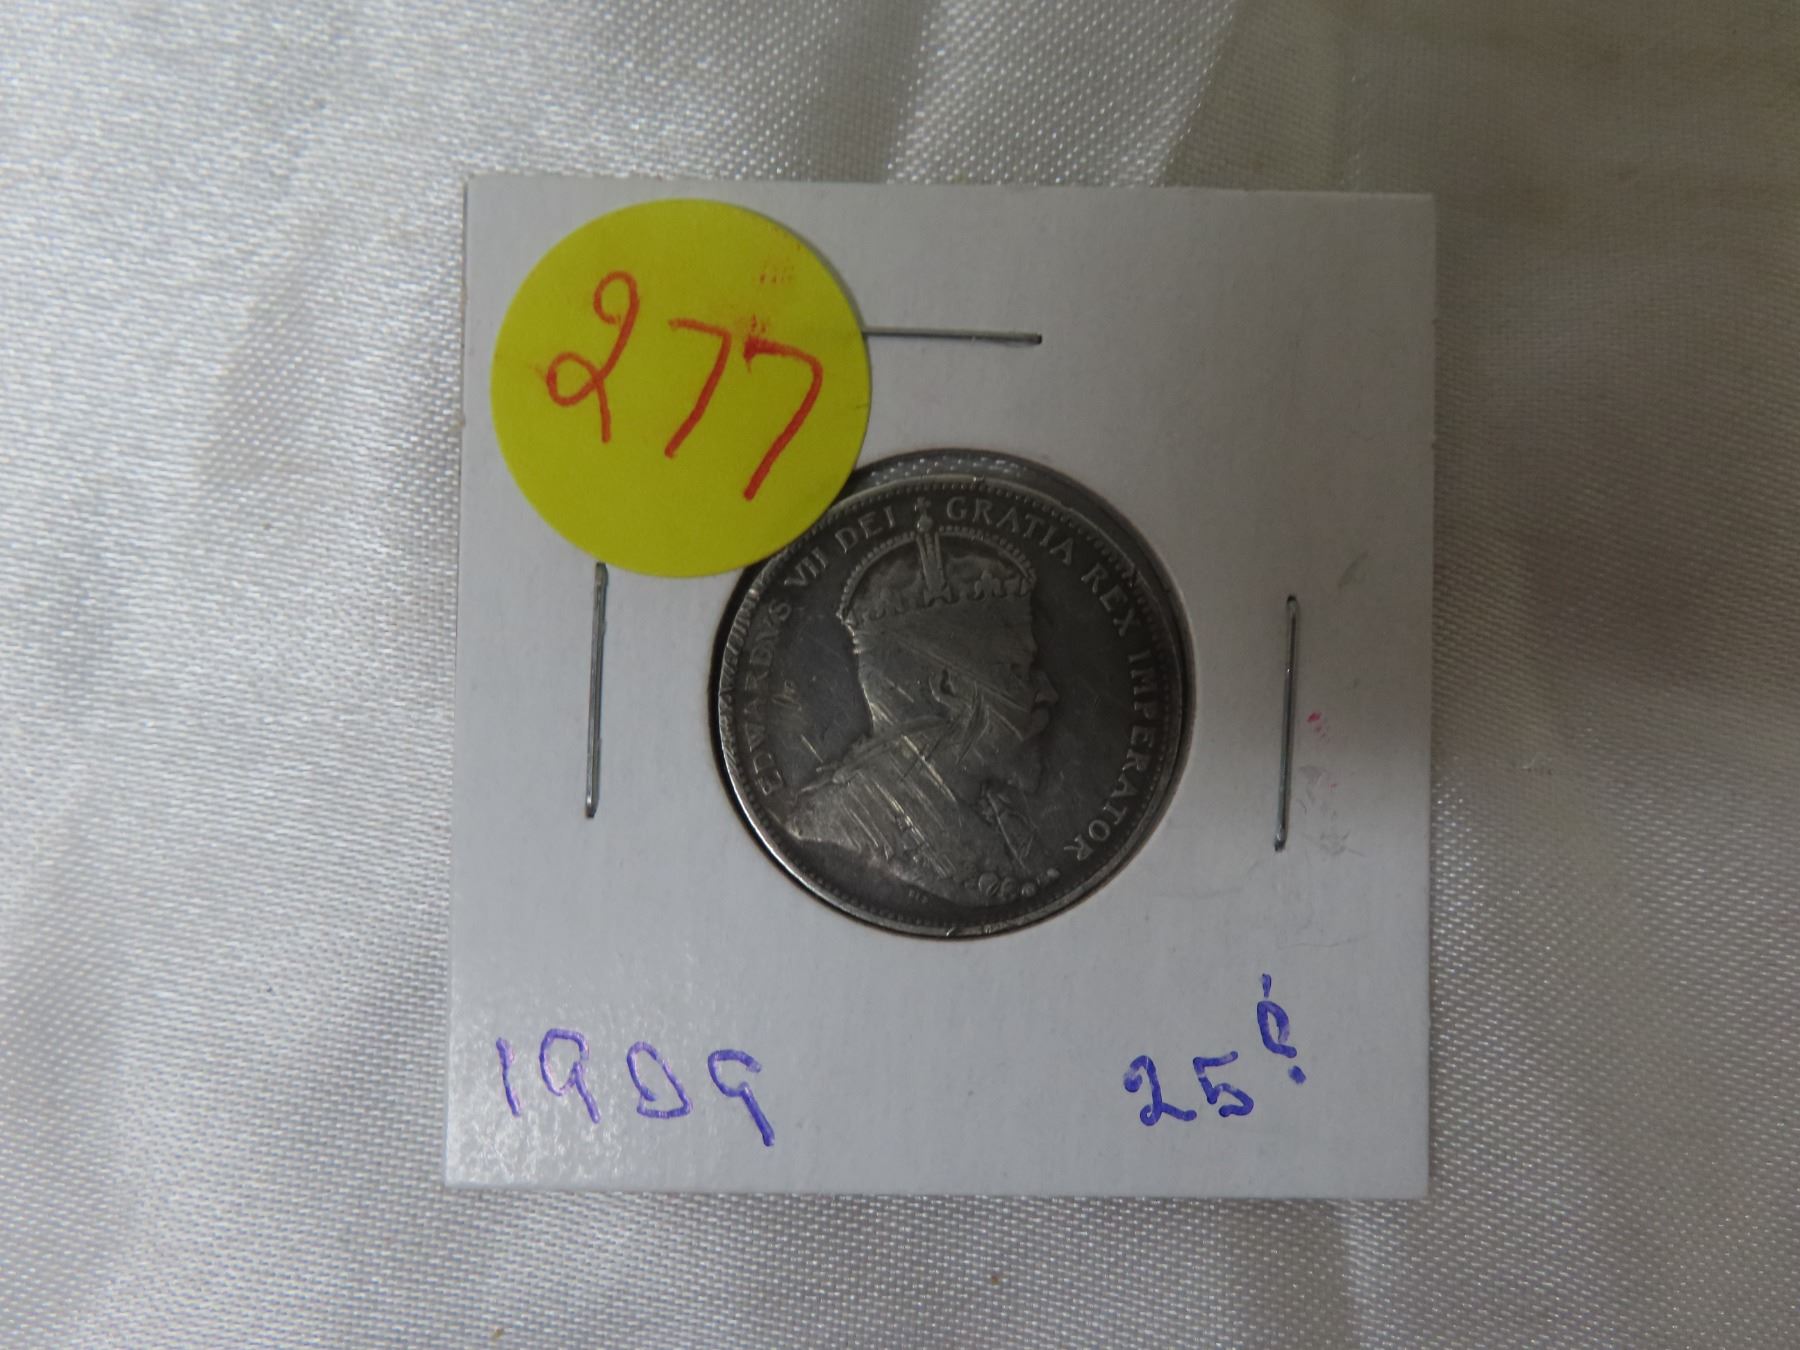 277
EDWARDVS VII DEI GRATIA REX IMPERATOR
1909 25¢